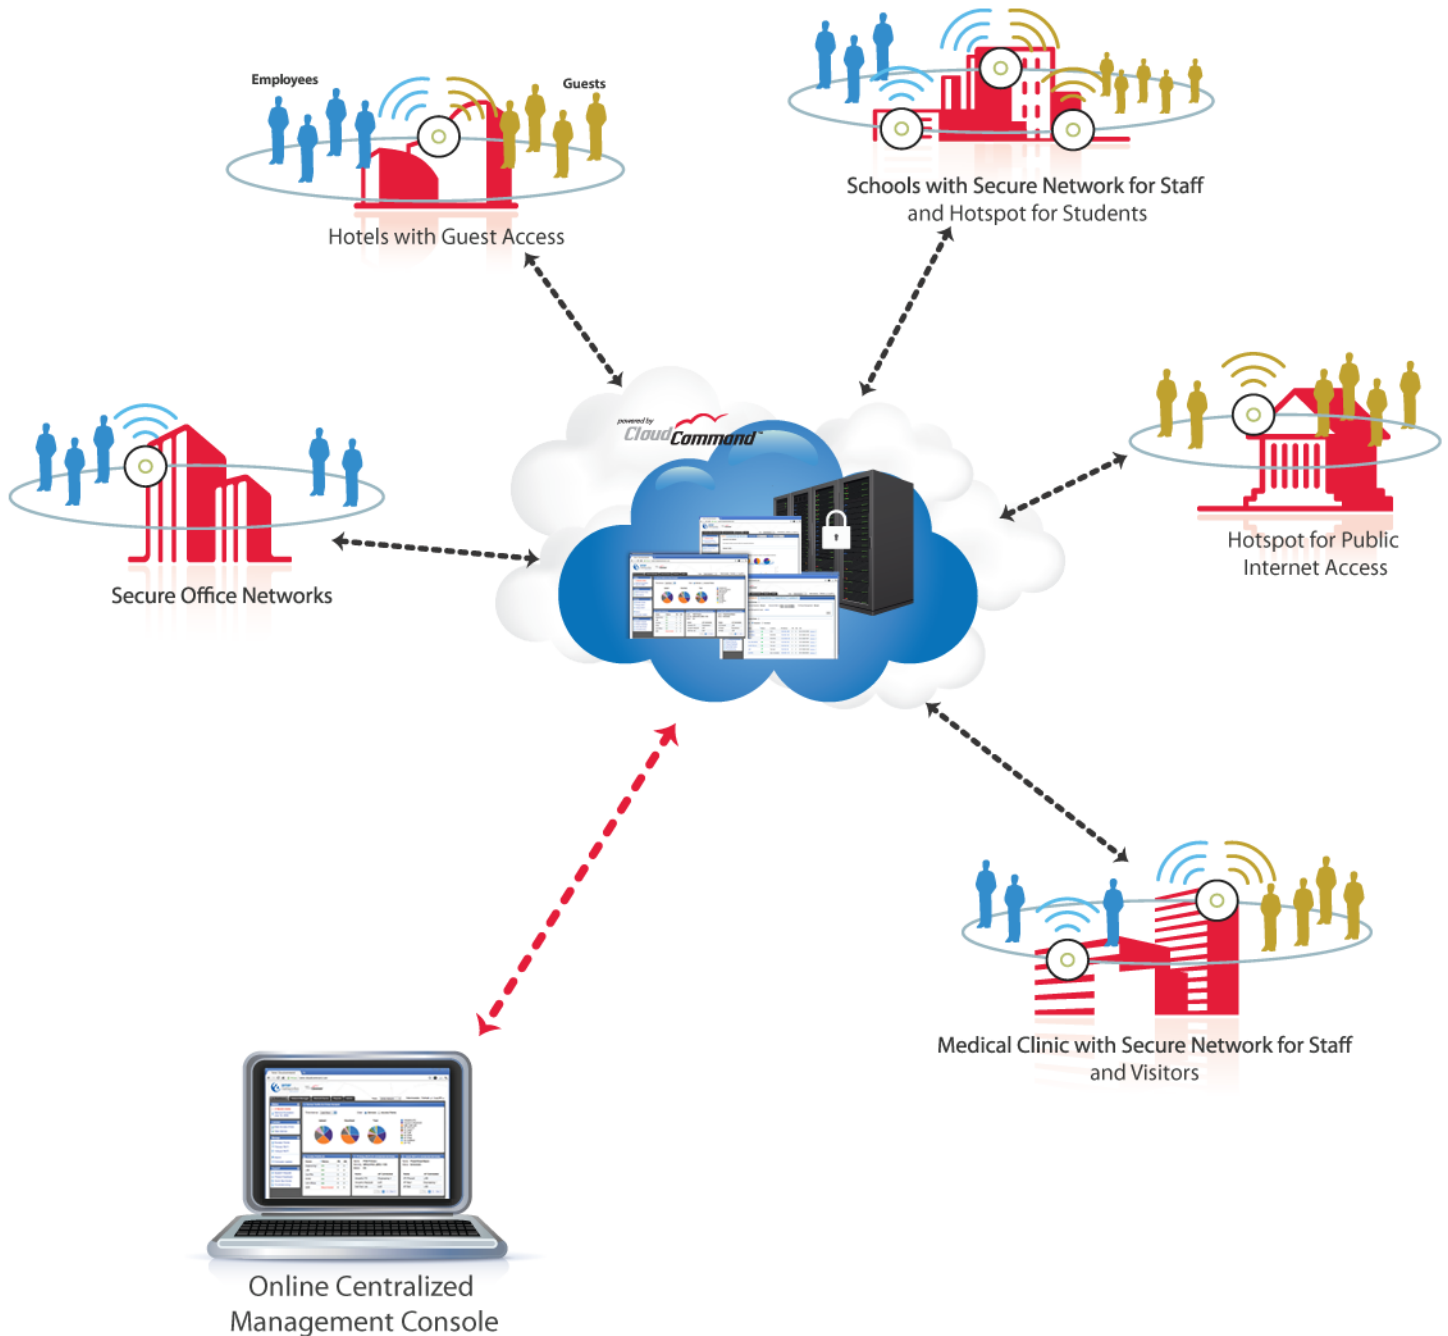 Employees
Guests
Hotels with Guest Access
Schools with Secure Network for Staff
and Hotspot for Students
powered by
CloudCommand™
Secure Office Networks
Hotspot for Public
Internet Access
Medical Clinic with Secure Network for Staff
and Visitors
Online Centralized
Management Console